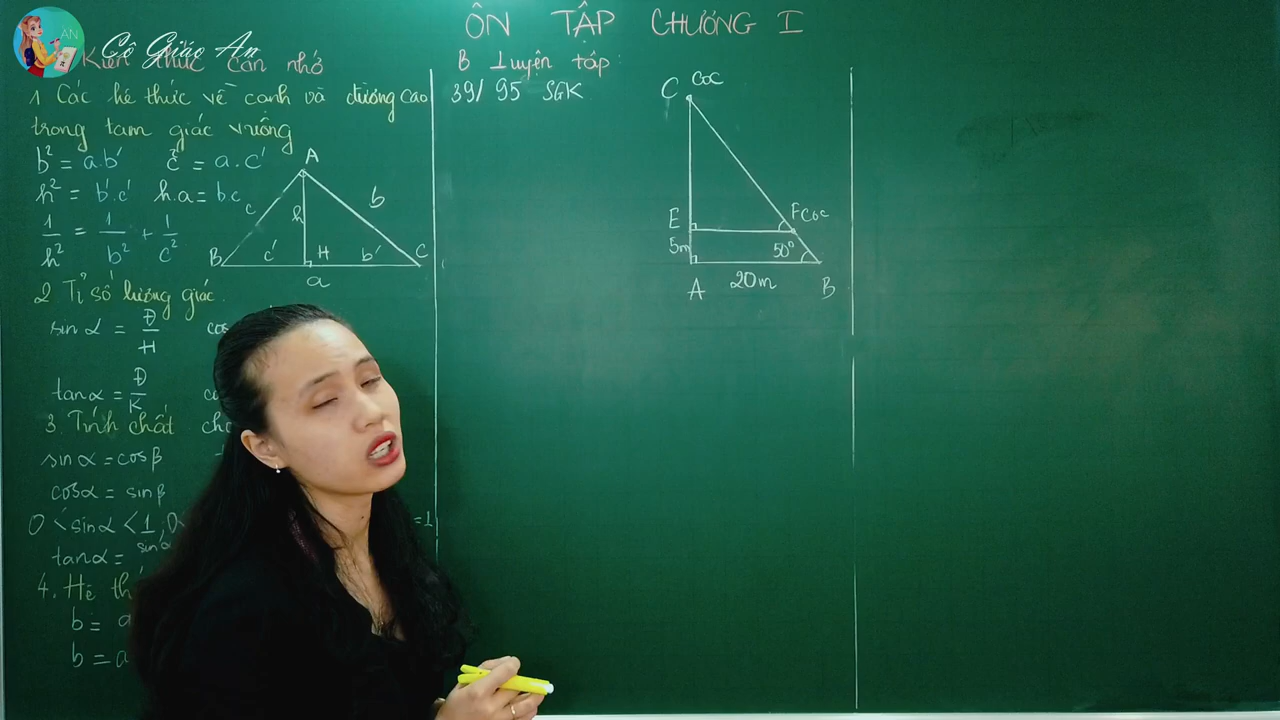 ÔN TẬP CHƯƠNG I
AN
Cô Giáo An
Kiến thức cần nhớ
1 Các hệ thức về cạnh và đường cao
trong tam giác vuông
b² = a.b' c² = a.c'
h² = b'.c' h.a = b c
1/h² = 1/b² + 1/c²
A
c
h
b
B
c'
H
b'
C
a
2 Tỉ số lượng giác.
sin α = Đ/H
tan α = Đ/K
3. Tính chất
sin α = cos β
cos α = sin β
0 < sin α < 1,
=1
tan α =
4. Hệ
b =
b = a
B Luyện tập:
39/ 95 SGK
C Cọc
E
F Cọc
5m
50°
20m
A
B